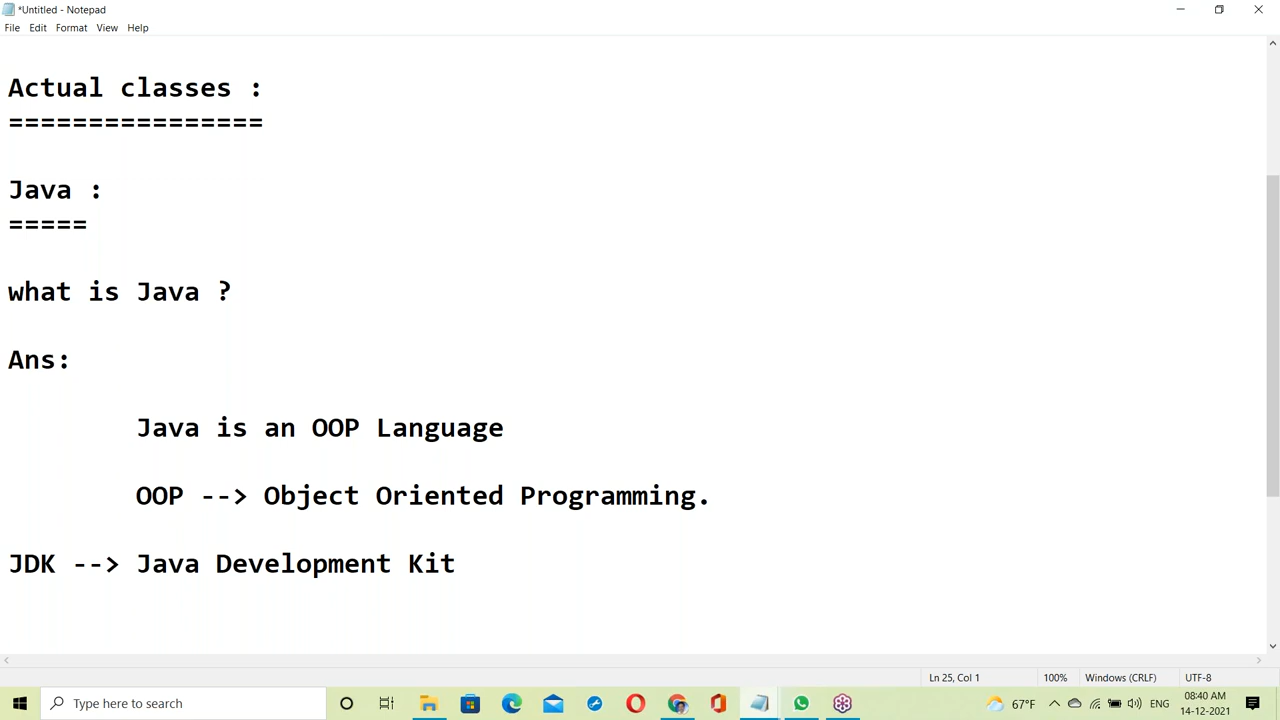 *Untitled - Notepad
File Edit Format View Help
Actual classes :
================
Java :
=====
what is Java ?
Ans:
Java is an OOP Language
OOP --> Object Oriented Programming.
JDK --> Java Development Kit
Ln 25, Col 1 100% Windows (CRLF) UTF-8
Type here to search 67°F ENG 08:40 AM
14-12-2021